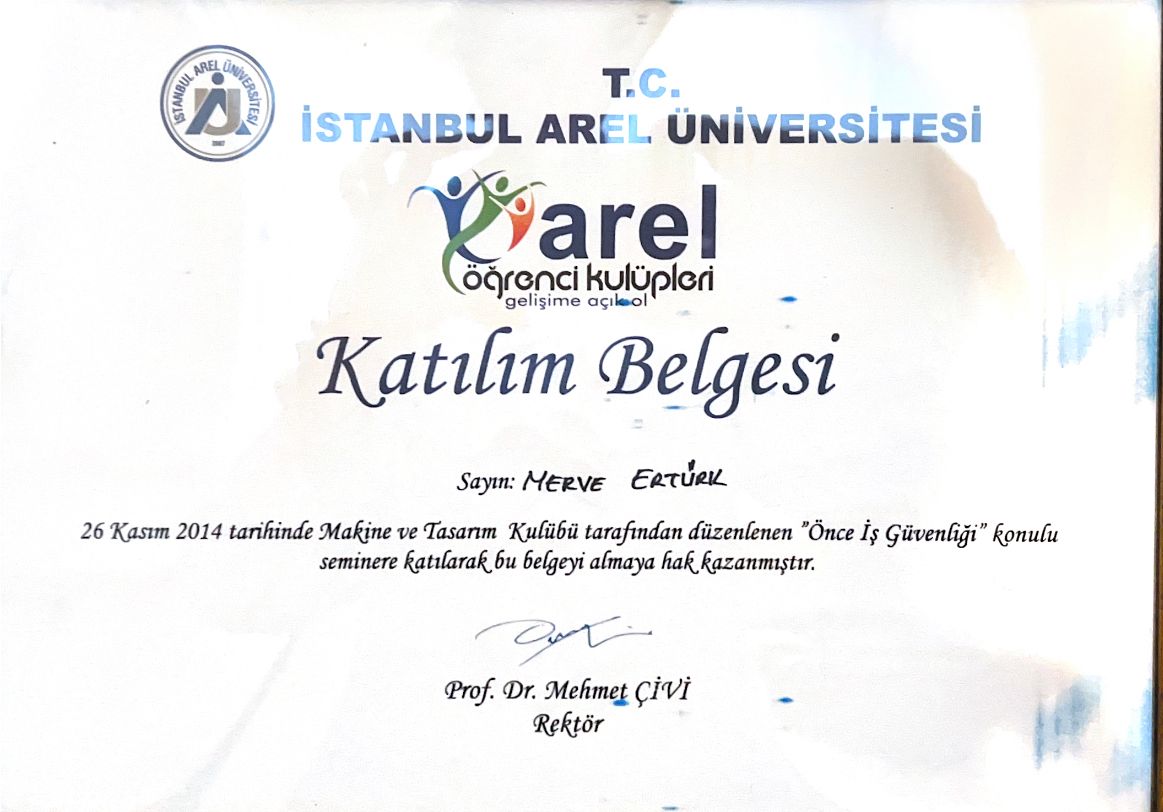 İSTANBUL AREL ÜNİVERSİTESİ
2007
T.C.
İSTANBUL AREL ÜNİVERSİTESİ
arel
öğrenci kulüpleri
gelişime açık ol
Katılım Belgesi
Sayın: MERVE ERTÜRK
26 Kasım 2014 tarihinde Makine ve Tasarım Kulübü tarafından düzenlenen ”Önce İş Güvenliği” konulu
seminere katılarak bu belgeyi almaya hak kazanmıştır.
Prof. Dr. Mehmet ÇİVİ
Rektör